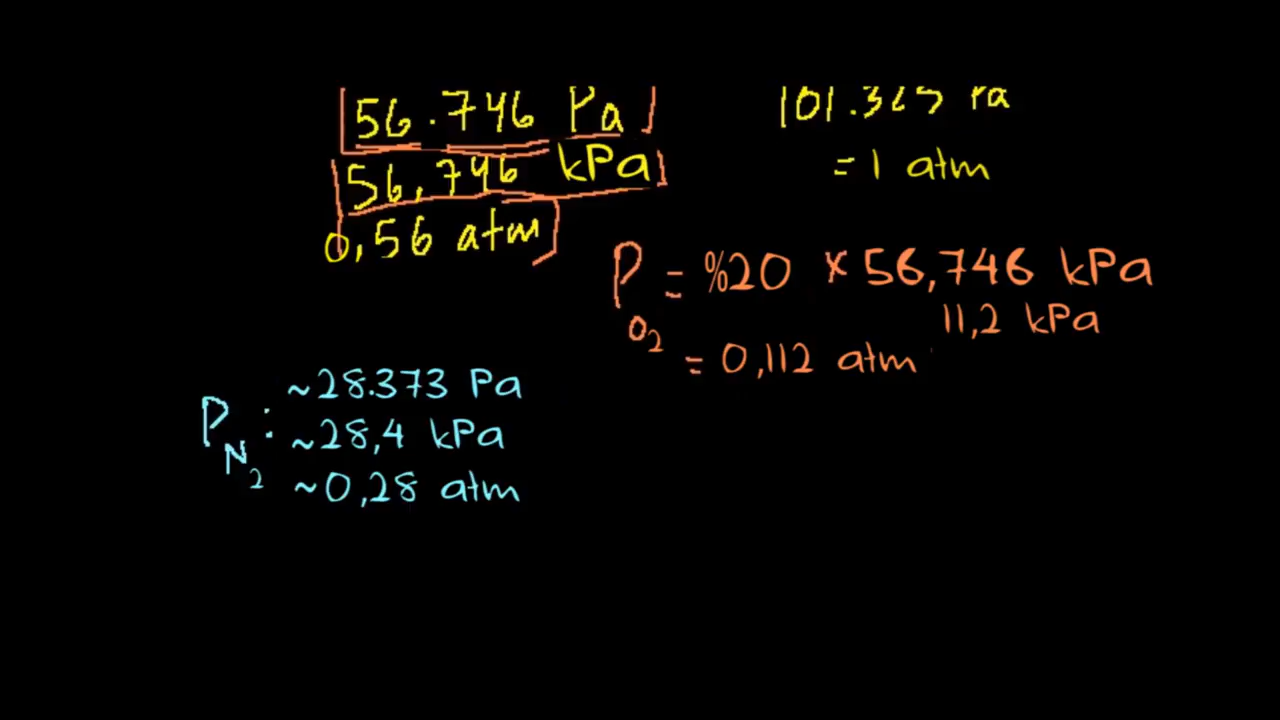 56.746 Pa
56,746 kPa
0,56 atm
101.325 Pa
= 1 atm
P O2 = %20 × 56,746 kPa
11,2 kPa
= 0,112 atm
P N2 : ~28.373 Pa
~28,4 kPa
~0,28 atm